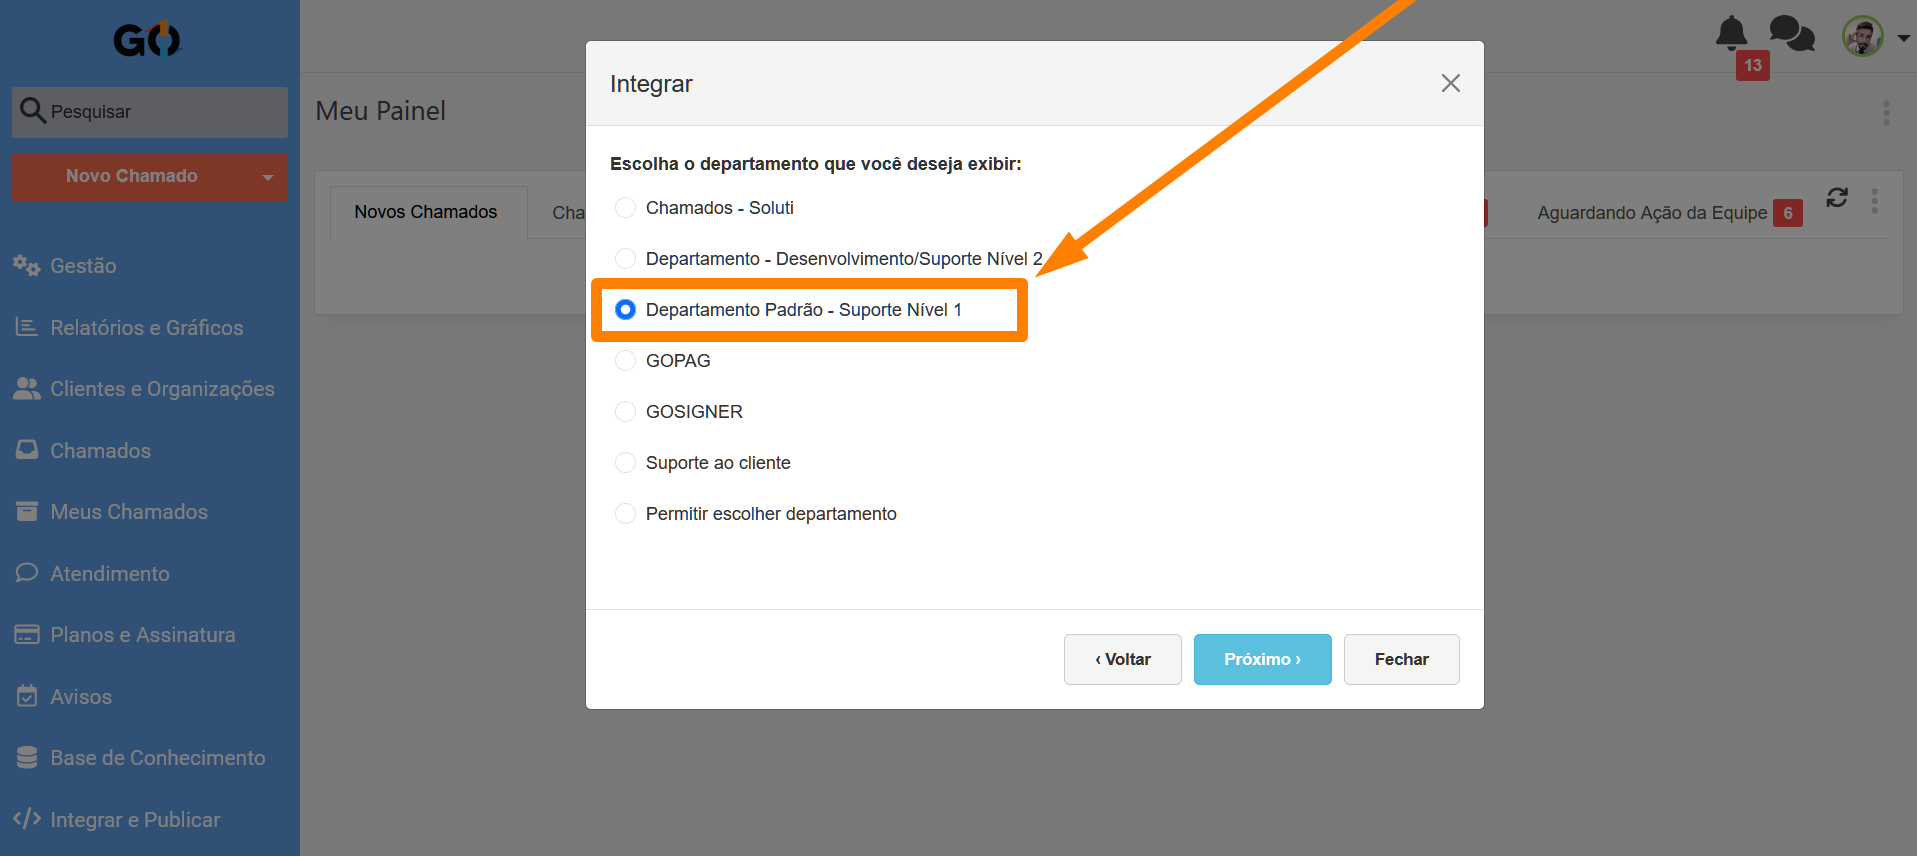 GO
Pesquisar
Novo Chamado
Gestão
Relatórios e Gráficos
Clientes e Organizações
Chamados
Meus Chamados
Atendimento
Planos e Assinatura
Avisos
Base de Conhecimento
Integrar e Publicar
13
Meu Painel
Novos Chamados
Cha
Aguardando Ação da Equipe 6
Integrar
Escolha o departamento que você deseja exibir:
Chamados - Soluti
Departamento - Desenvolvimento/Suporte Nível 2
Departamento Padrão - Suporte Nível 1
GOPAG
GOSIGNER
Suporte ao cliente
Permitir escolher departamento
‹ Voltar
Próximo ›
Fechar